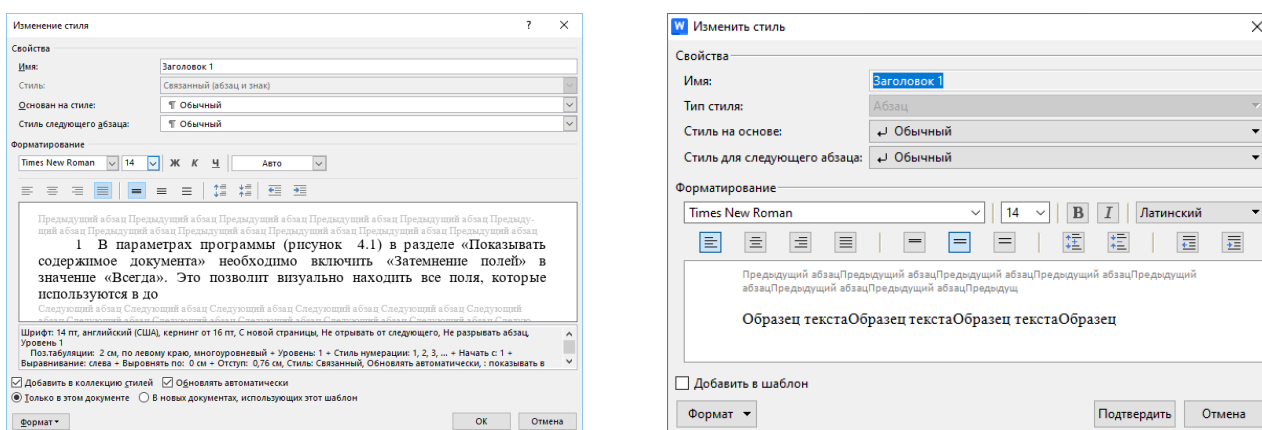 Изменение стиля ? ×
Свойства
Имя: Заголовок 1
Стиль: Связанный (абзац и знак)
Основан на стиле: ¶ Обычный
Стиль следующего абзаца: ¶ Обычный
Форматирование
Times New Roman 14 Ж К Ч Авто
Предыдущий абзац Предыдущий абзац Предыдущий абзац Предыдущий абзац Предыдущий абзац Предыду-
щий абзац Предыдущий абзац Предыдущий абзац Предыдущий абзац Предыдущий абзац
1 В параметрах программы (рисунок 4.1) в разделе «Показывать
содержимое документа» необходимо включить «Затемнение полей» в
значение «Всегда». Это позволит визуально находить все поля, которые
используются в до
Следующий абзац Следующий абзац Следующий абзац Следующий абзац Следующий абзац Следующий
Шрифт: 14 пт, английский (США), кернинг от 16 пт, С новой страницы, Не отрывать от следующего, Не разрывать абзац,
Уровень 1
Поз.табуляции: 2 см, по левому краю, многоуровневый + Уровень: 1 + Стиль нумерации: 1, 2, 3, ... + Начать с: 1 +
Выравнивание: слева + Выровнять по: 0 см + Отступ: 0,76 см, Стиль: Связанный, Обновлять автоматически, : показывать в
Добавить в коллекцию стилей Обновлять автоматически
Только в этом документе В новых документах, использующих этот шаблон
Формат ОК Отмена
W Изменить стиль ×
Свойства
Имя: Заголовок 1
Тип стиля: Абзац
Стиль на основе: ↵ Обычный
Стиль для следующего абзаца: ↵ Обычный
Форматирование
Times New Roman 14 B I Латинский
Предыдущий абзацПредыдущий абзацПредыдущий абзацПредыдущий абзацПредыдущий
абзацПредыдущий абзацПредыдущий абзацПредыдущ
Образец текстаОбразец текстаОбразец текстаОбразец
Добавить в шаблон
Формат Подтвердить Отмена